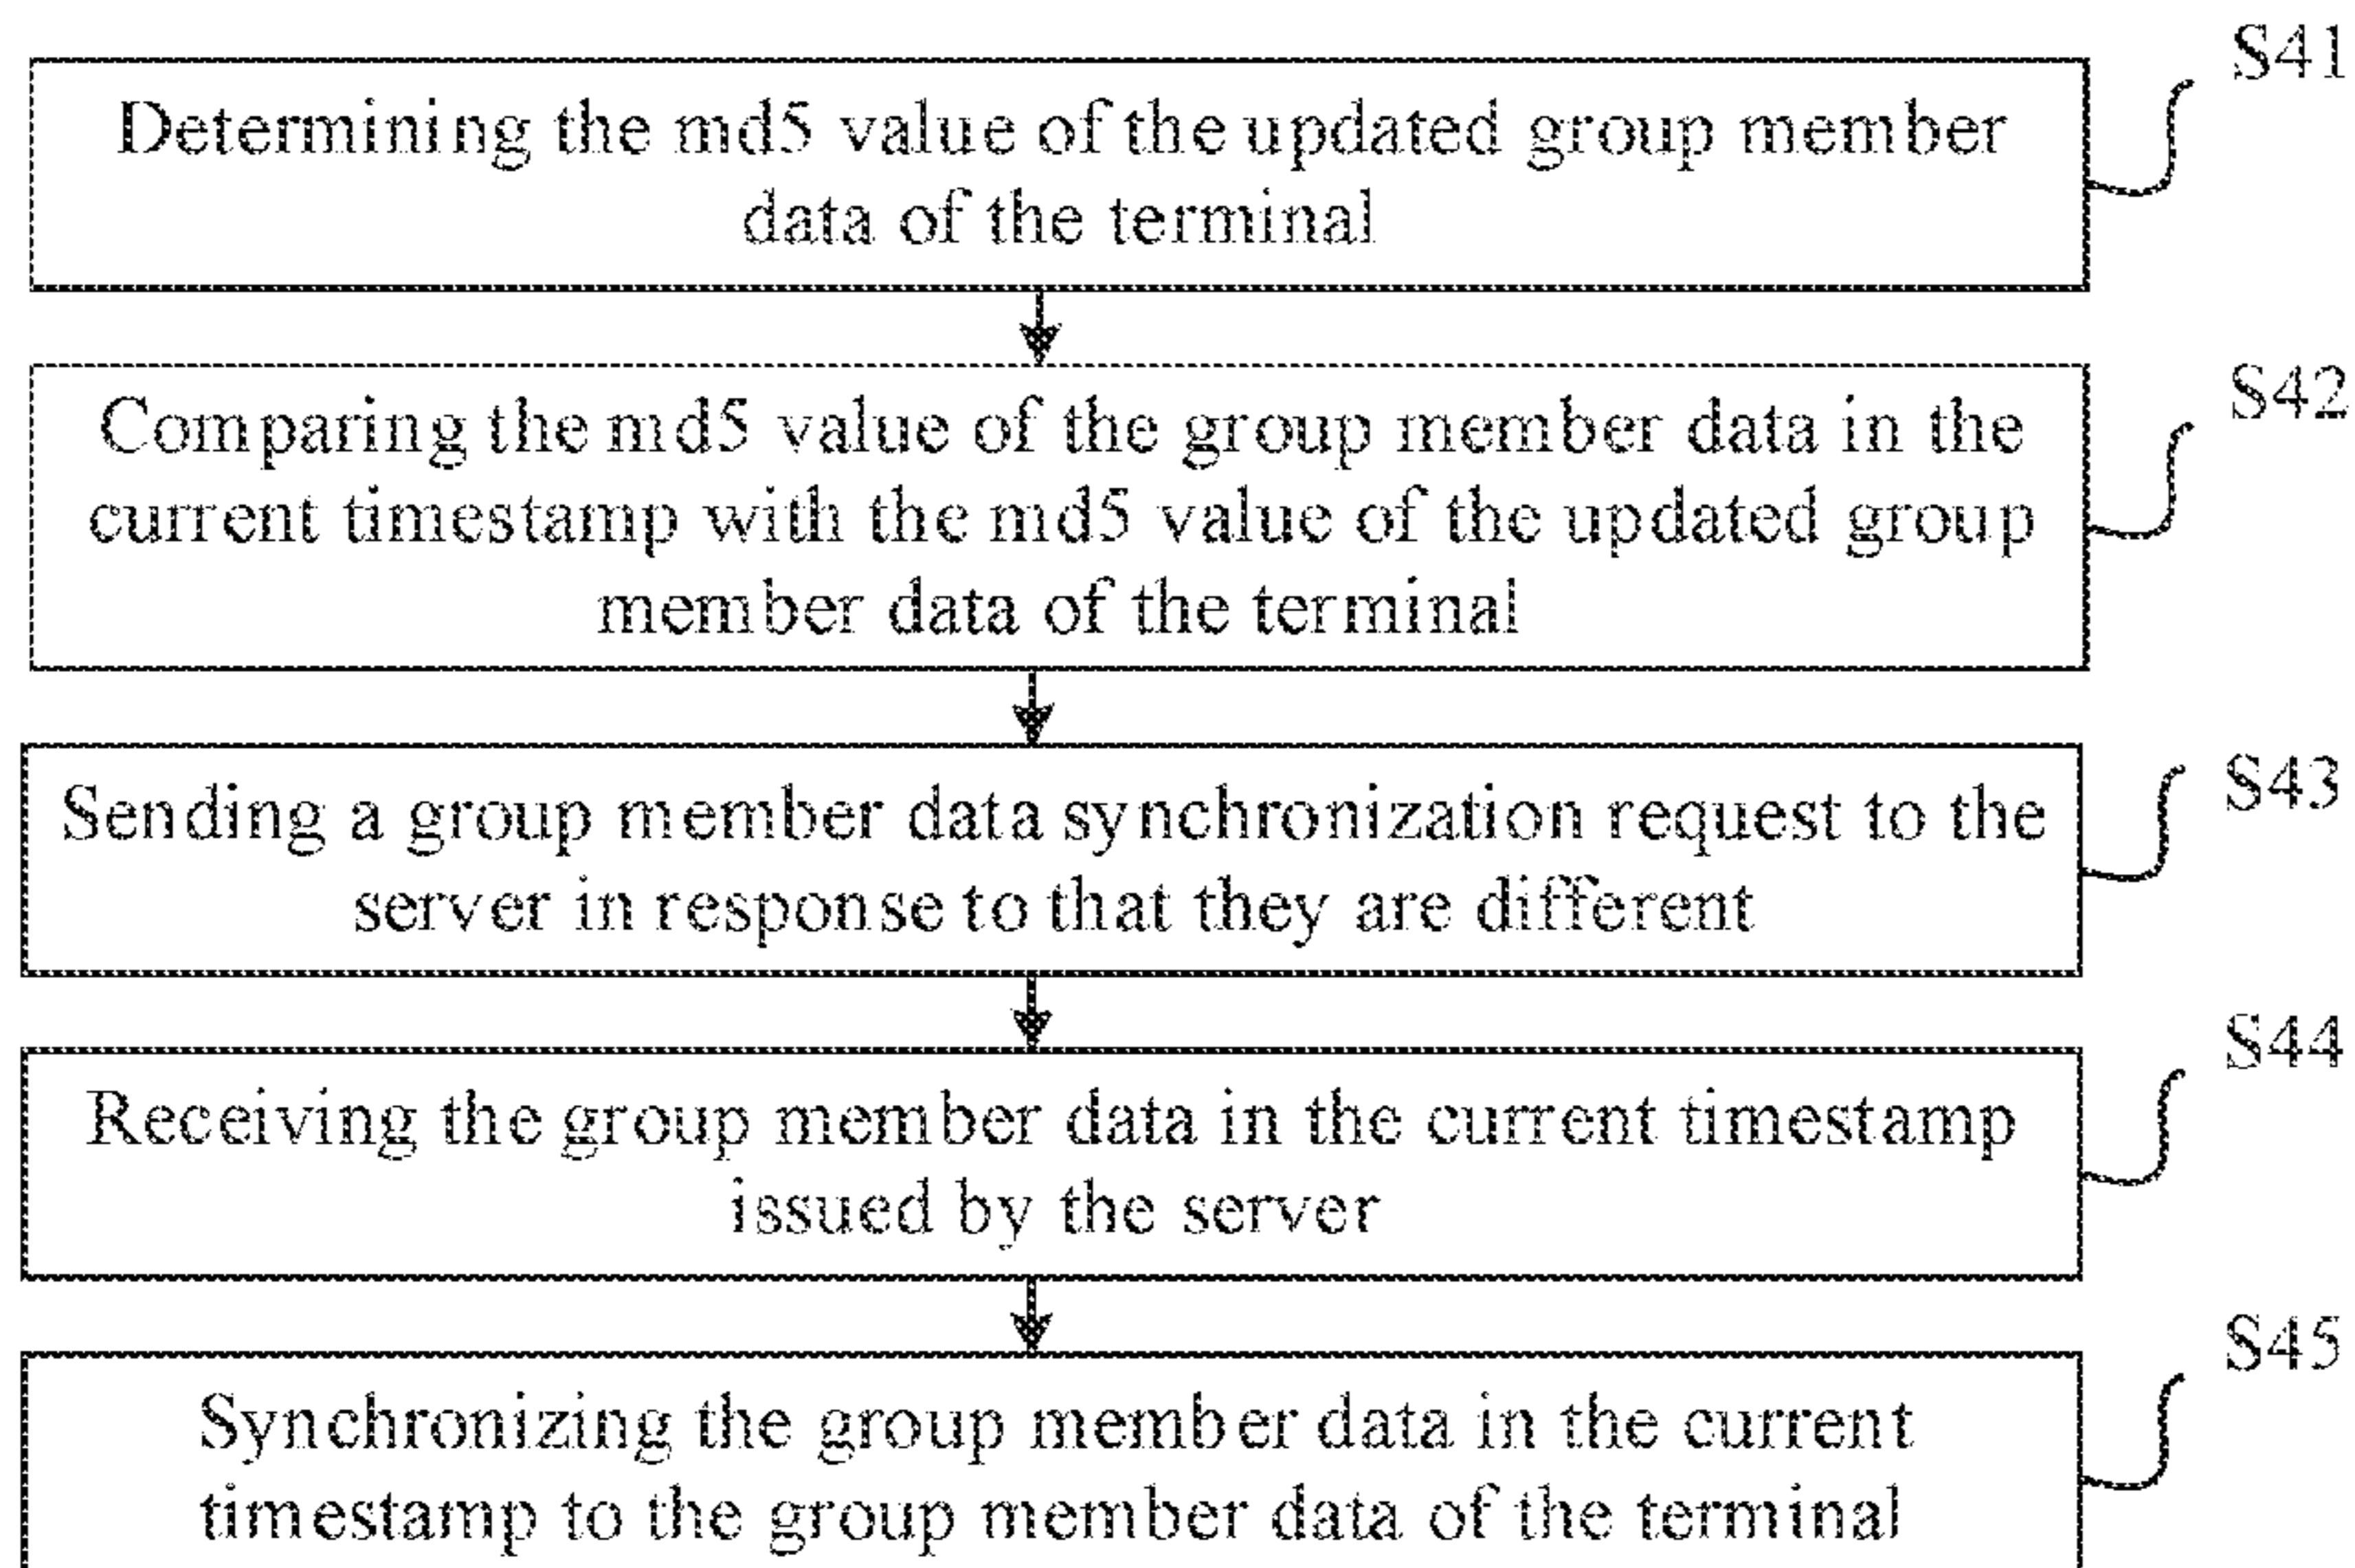 S41
Determining the md5 value of the updated group member
data of the terminal
S42
Comparing the md5 value of the group member data in the
current timestamp with the md5 value of the updated group
member data of the terminal
S43
Sending a group member data synchronization request to the
server in response to that they are different
S44
Receiving the group member data in the current timestamp
issued by the server
S45
Synchronizing the group member data in the current
timestamp to the group member data of the terminal